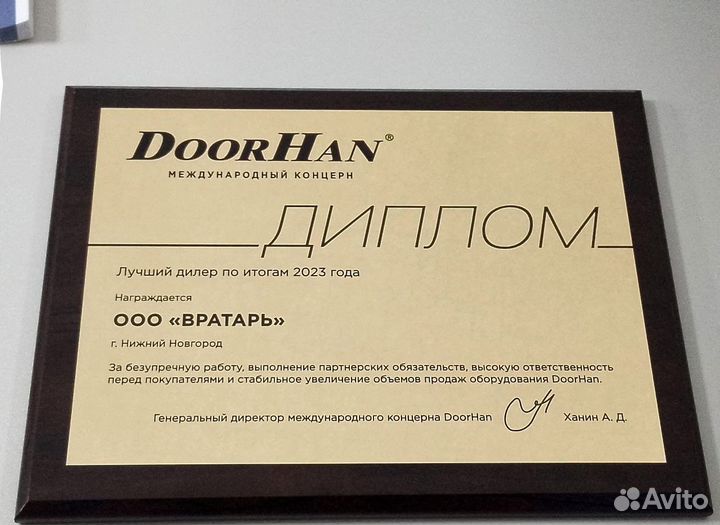 DOORHAN®
МЕЖДУНАРОДНЫЙ КОНЦЕРН
ДИПЛОМ
Лучший дилер по итогам 2023 года
Награждается
ООО «ВРАТАРЬ»
г. Нижний Новгород
За безупречную работу, выполнение партнерских обязательств, высокую ответственность
перед покупателями и стабильное увеличение объемов продаж оборудования DoorHan.
Генеральный директор международного концерна DoorHan Ханин А. Д.
Avito